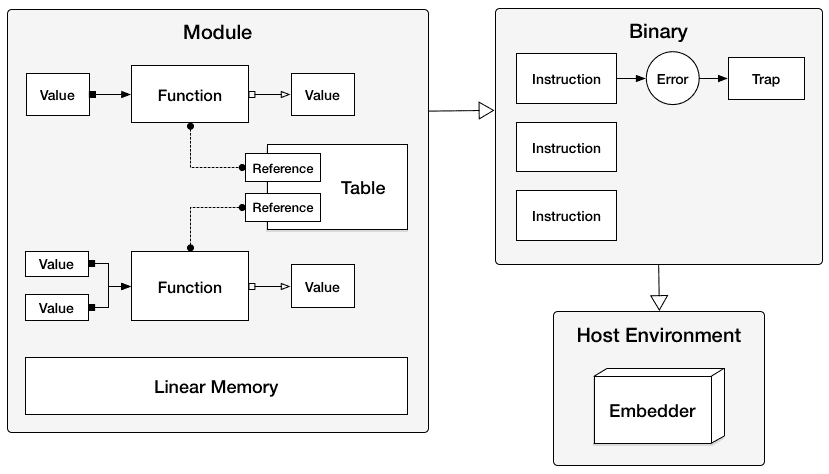 Module
Value
Function
Value
Reference
Table
Reference
Value
Value
Function
Value
Linear Memory
Binary
Instruction
Error
Trap
Instruction
Instruction
Host Environment
Embedder